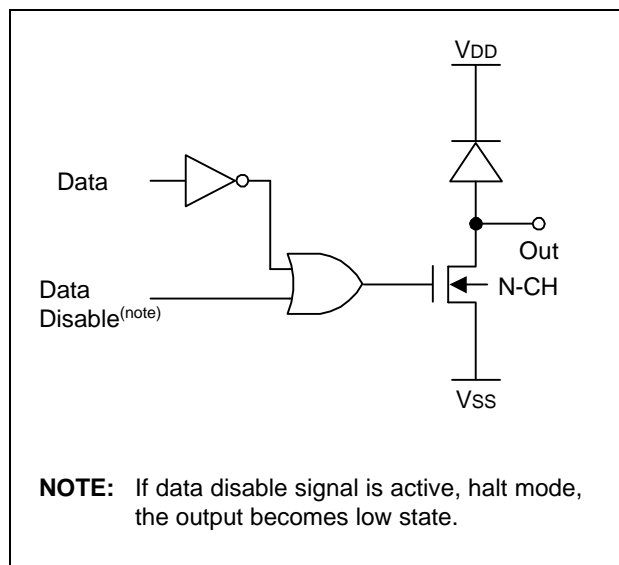 VDD
Data
Out
Data
Disable(note)
N-CH
VSS
NOTE: If data disable signal is active, halt mode,
the output becomes low state.